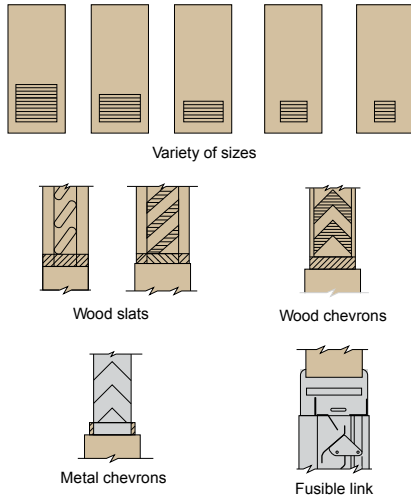 Variety of sizes
Wood slats
Wood chevrons
Metal chevrons
Fusible link